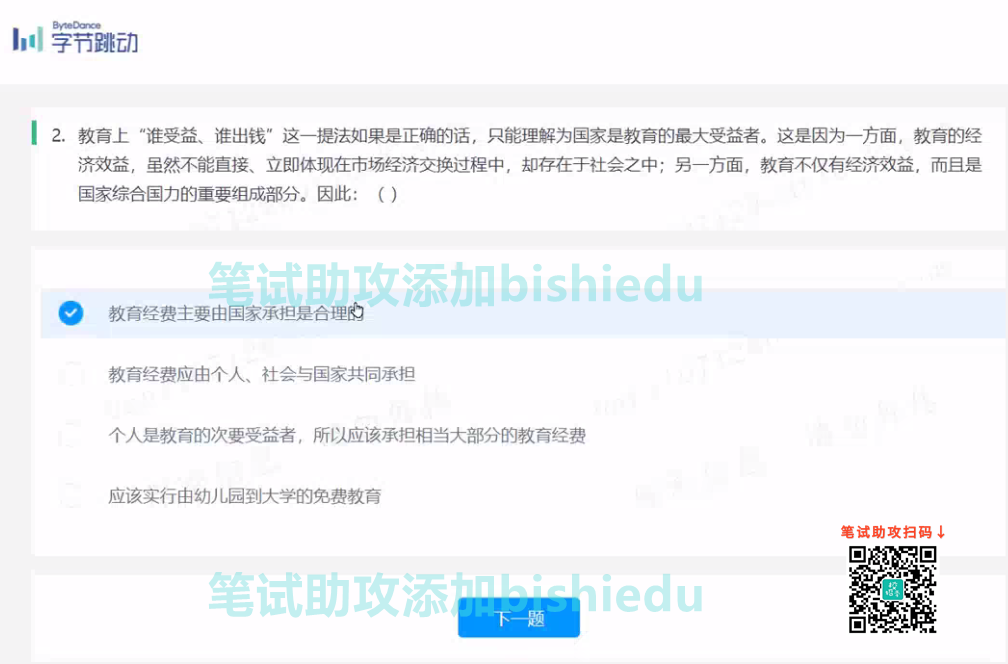 ByteDance
字节跳动
2. 教育上“谁受益、谁出钱”这一提法如果是正确的话，只能理解为国家是教育的最大受益者。这是因为一方面，教育的经
济效益，虽然不能直接、立即体现在市场经济交换过程中，却存在于社会之中；另一方面，教育不仅有经济效益，而且是
国家综合国力的重要组成部分。因此：（ ）
笔试助攻添加bishiedu
教育经费主要由国家承担是合理的
教育经费应由个人、社会与国家共同承担
个人是教育的次要受益者，所以应该承担相当大部分的教育经费
应该实行由幼儿园到大学的免费教育
笔试助攻扫码↓
笔试助攻添加bishiedu
下一题